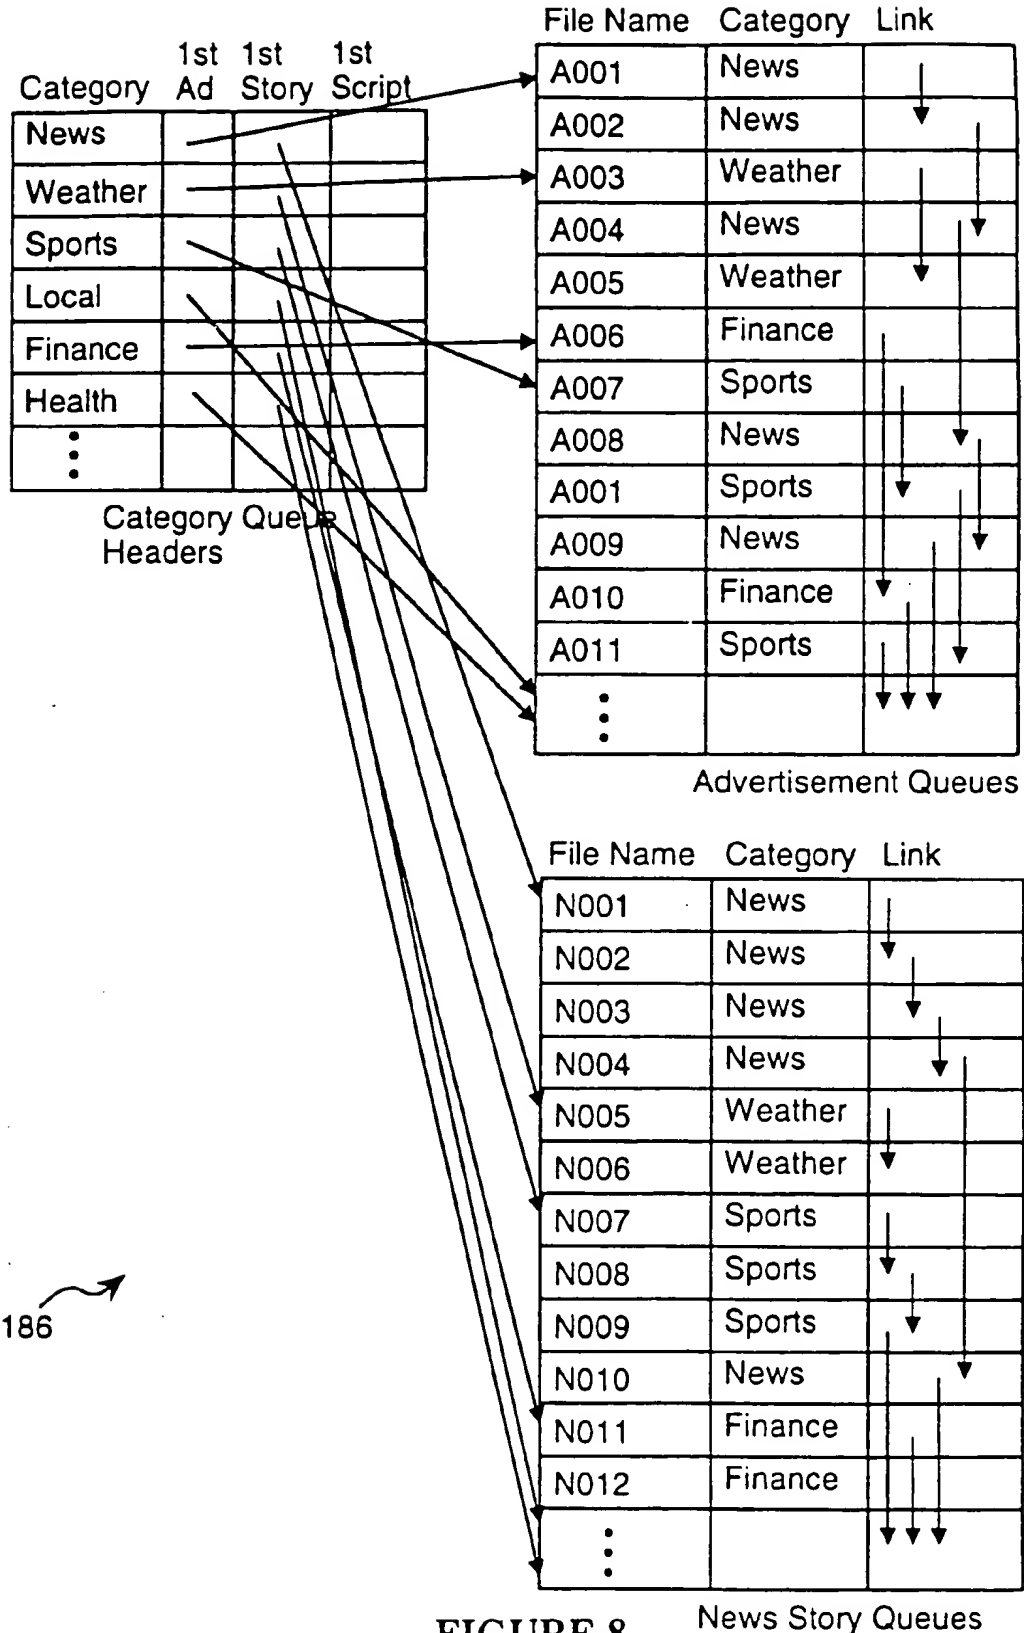 1st 1st 1st
Category Ad Story Script
News
Weather
Sports
Local
Finance
Health
Category Queue
Headers
File Name Category Link
A001 News
A002 News
A003 Weather
A004 News
A005 Weather
A006 Finance
A007 Sports
A008 News
A001 Sports
A009 News
A010 Finance
A011 Sports
Advertisement Queues
File Name Category Link
N001 News
N002 News
N003 News
N004 News
N005 Weather
N006 Weather
N007 Sports
N008 Sports
N009 Sports
N010 News
N011 Finance
N012 Finance
186
News Story Queues
FIGURE 8